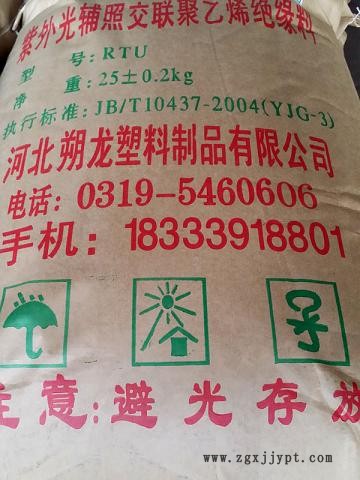 紫外光辅照交联聚乙烯绝缘料
型号：RTU
净重：25±0.2kg
执行标准：JB/T10437-2004(YJG-3)
河北朔龙塑料制品有限公司
电话：0319-5460606
手机：18333918801
注意：避光存放
www.zgxjjypt.com